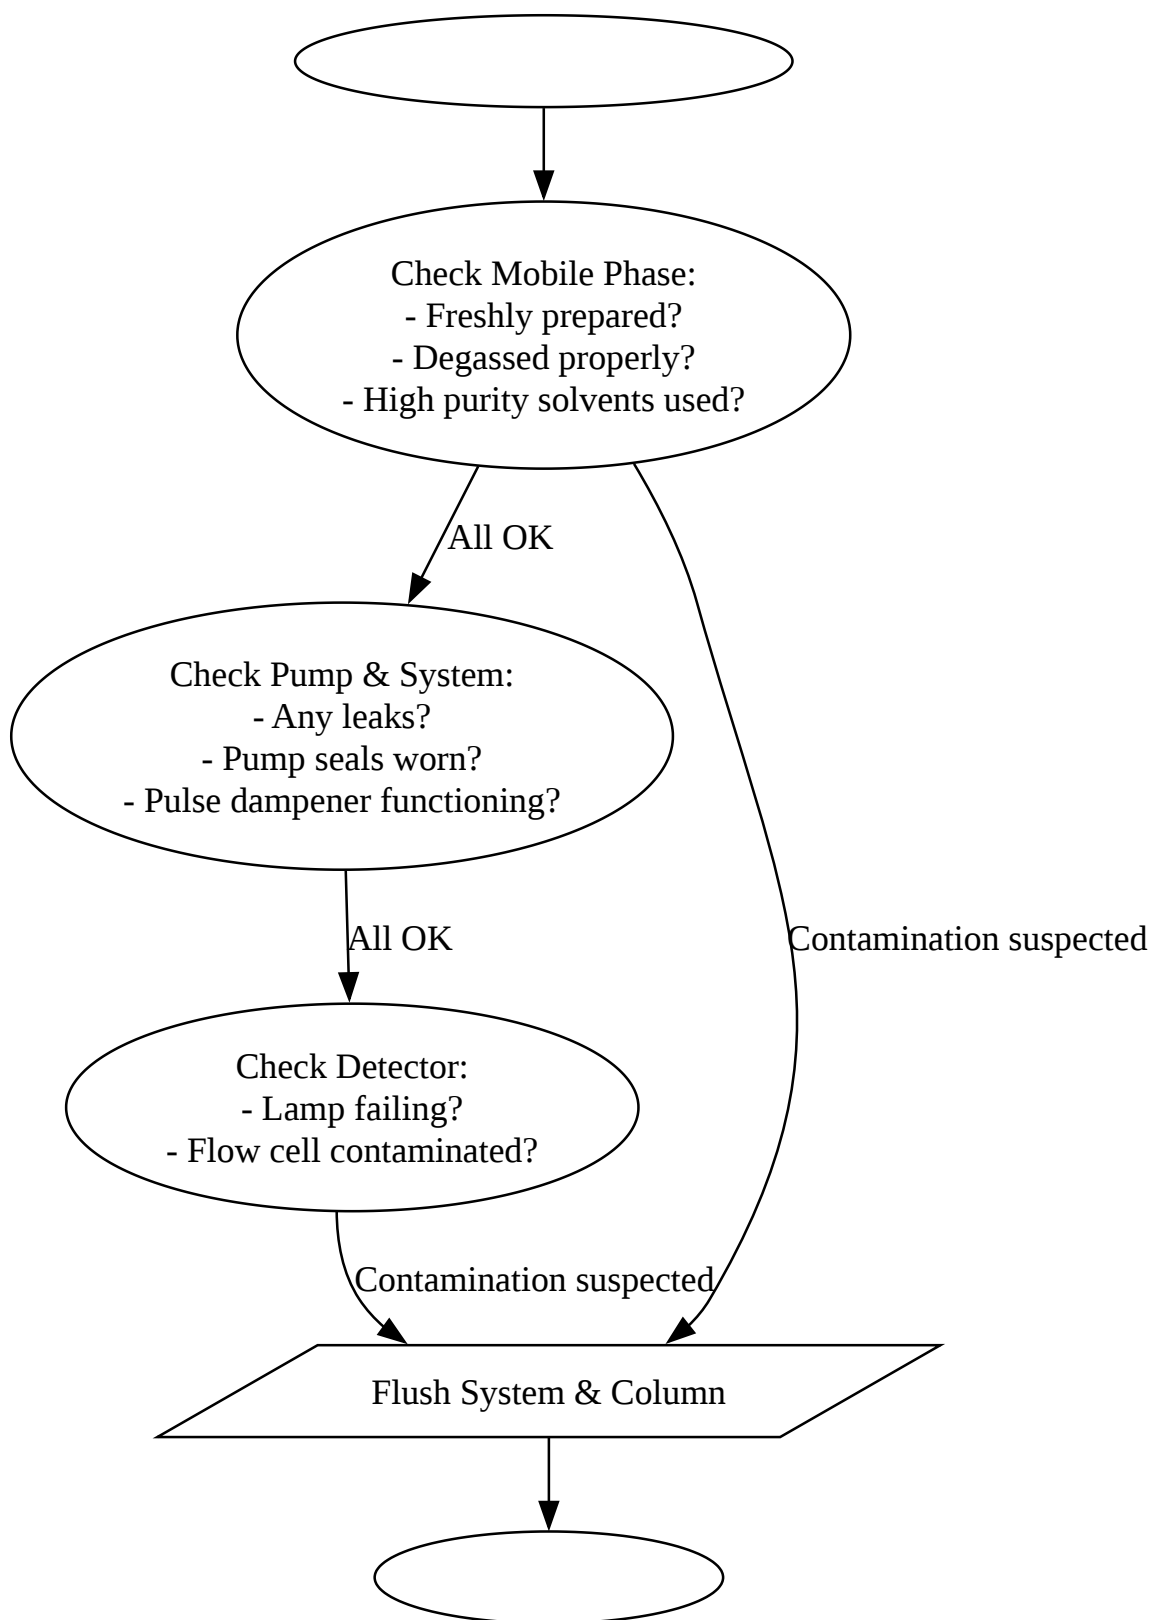 Check Mobile Phase:
- Freshly prepared?
- Degassed properly?
- High purity solvents used?
All OK
Check Pump & System:
- Any leaks?
- Pump seals worn?
- Pulse dampener functioning?
All OK
Contamination suspected
Check Detector:
- Lamp failing?
- Flow cell contaminated?
Contamination suspected
Flush System & Column